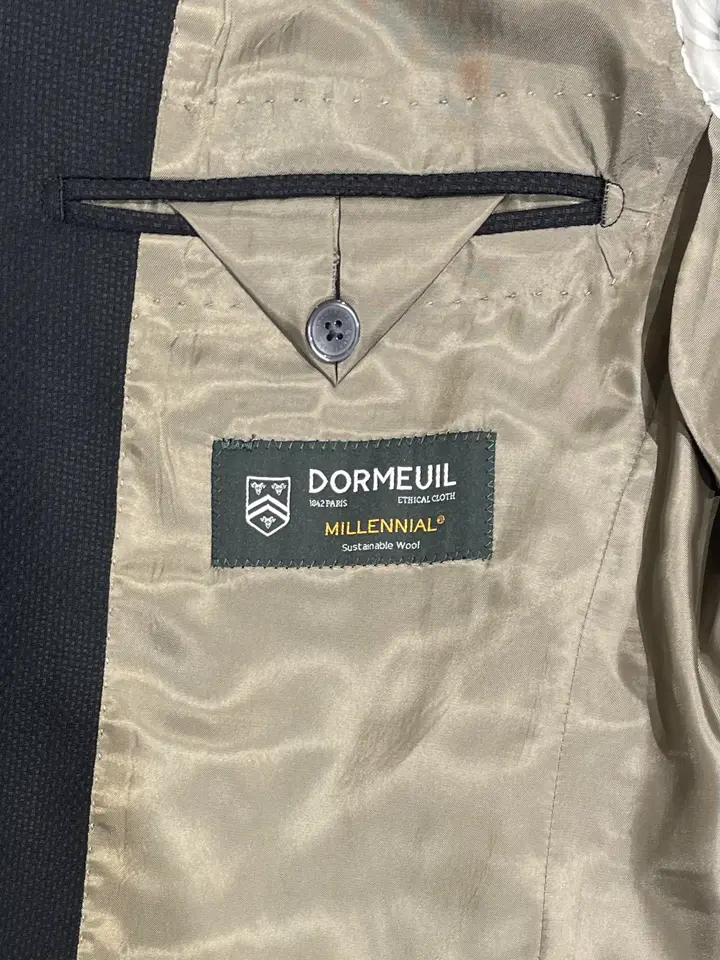 DORMEUIL
1842 PARIS ETHICAL CLOTH
MILLENNIAL®
Sustainable Wool